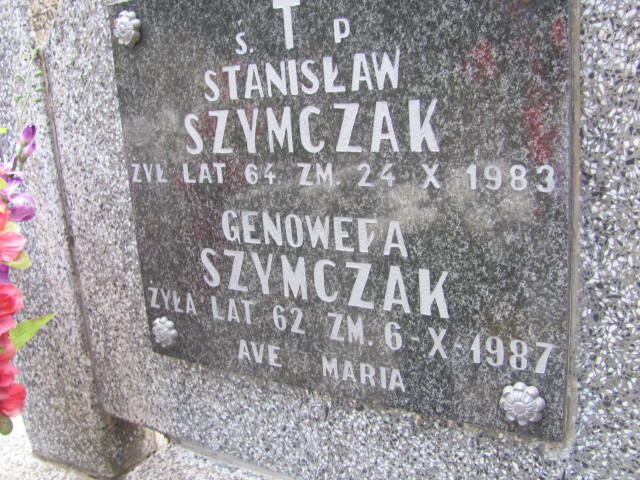 Ś. P
STANISŁAW
SZYMCZAK
ŻYŁ LAT 64. ZM. 24 X 1983
GENOWEFA
SZYMCZAK
ŻYŁA LAT 62 ZM. 6-X-1987
AVE MARIA